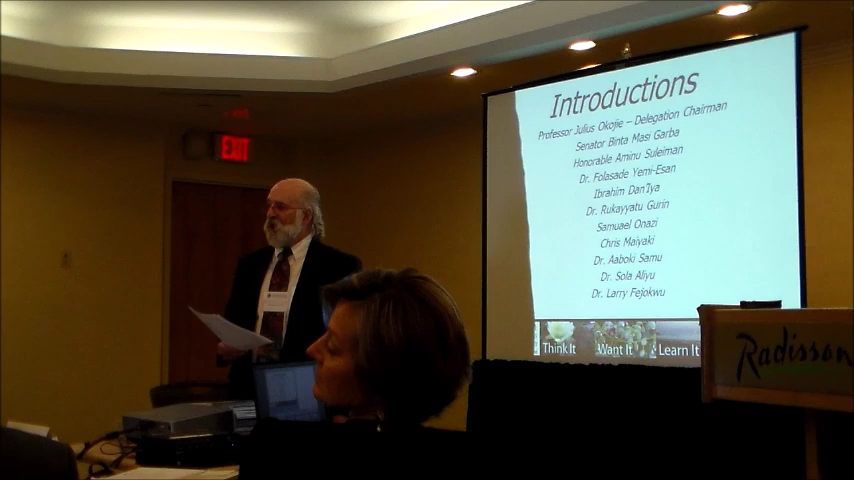 EXIT
Introductions
Professor Julius Okojie – Delegation Chairman
Senator Binta Masi Garba
Honorable Aminu Suleiman
Dr. Folasade Yemi-Esan
Ibrahim Dan'Iya
Dr. Rukayyatu Gurin
Samuael Onazi
Chris Maiyaki
Dr. Aaboki Samu
Dr. Sola Aliyu
Dr. Larry Fejokwu
Think It Want It Learn It
Radisson